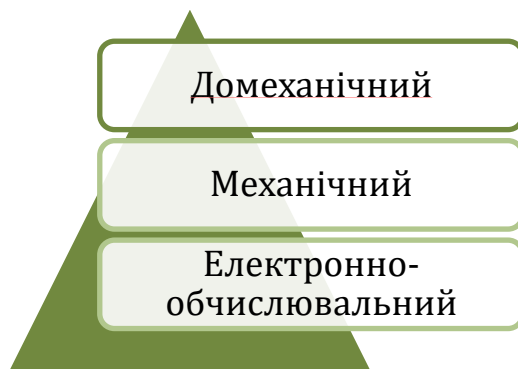 Домеханічний
Механічний
Електронно-
обчислювальний